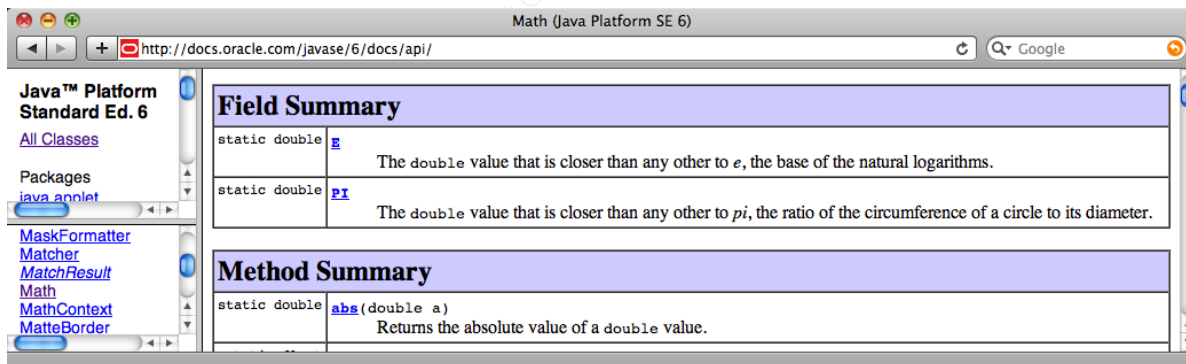 Math (Java Platform SE 6)
http://docs.oracle.com/javase/6/docs/api/
Google
Java™ Platform
Standard Ed. 6
All Classes
Packages
java.applet
MaskFormatter
Matcher
MatchResult
Math
MathContext
MatteBorder
Field Summary
static double E
The double value that is closer than any other to e, the base of the natural logarithms.
static double PI
The double value that is closer than any other to pi, the ratio of the circumference of a circle to its diameter.
Method Summary
static double abs(double a)
Returns the absolute value of a double value.